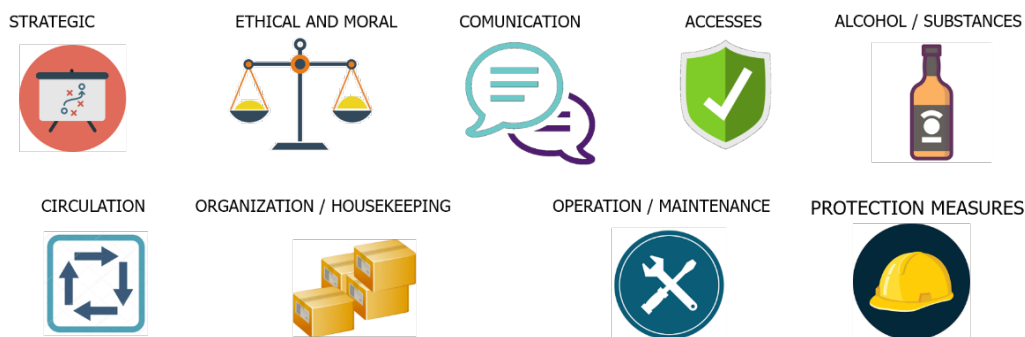 STRATEGIC
ETHICAL AND MORAL
COMUNICATION
ACCESSES
ALCOHOL / SUBSTANCES
CIRCULATION
ORGANIZATION / HOUSEKEEPING
OPERATION / MAINTENANCE
PROTECTION MEASURES